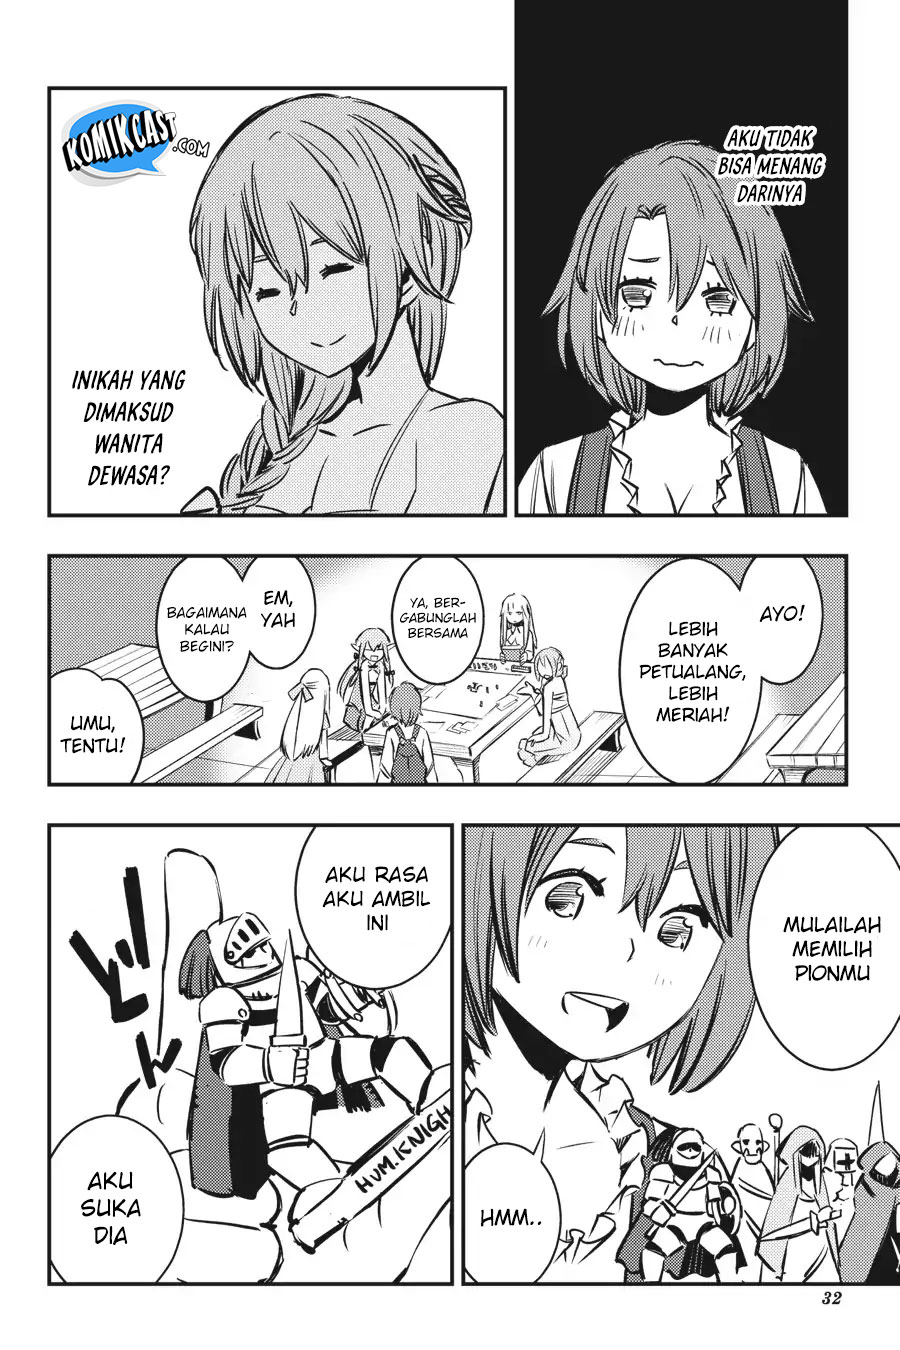 AKU TIDAK
BISA MENANG
DARINYA
KOMIKCAST
.COM
INIKAH YANG
DIMAKSUD
WANITA
DEWASA?
AYO!
LEBIH
BANYAK
PETUALANG,
LEBIH
MERIAH!
YA, BER-
GABUNGLAH
BERSAMA
EM,
YAH
BAGAIMANA
KALAU
BEGINI?
UMU,
TENTU!
MULAILAH
MEMILIH
PIONMU
HMM..
AKU RASA
AKU AMBIL
INI
HUM.KNIGH
AKU
SUKA
DIA
32